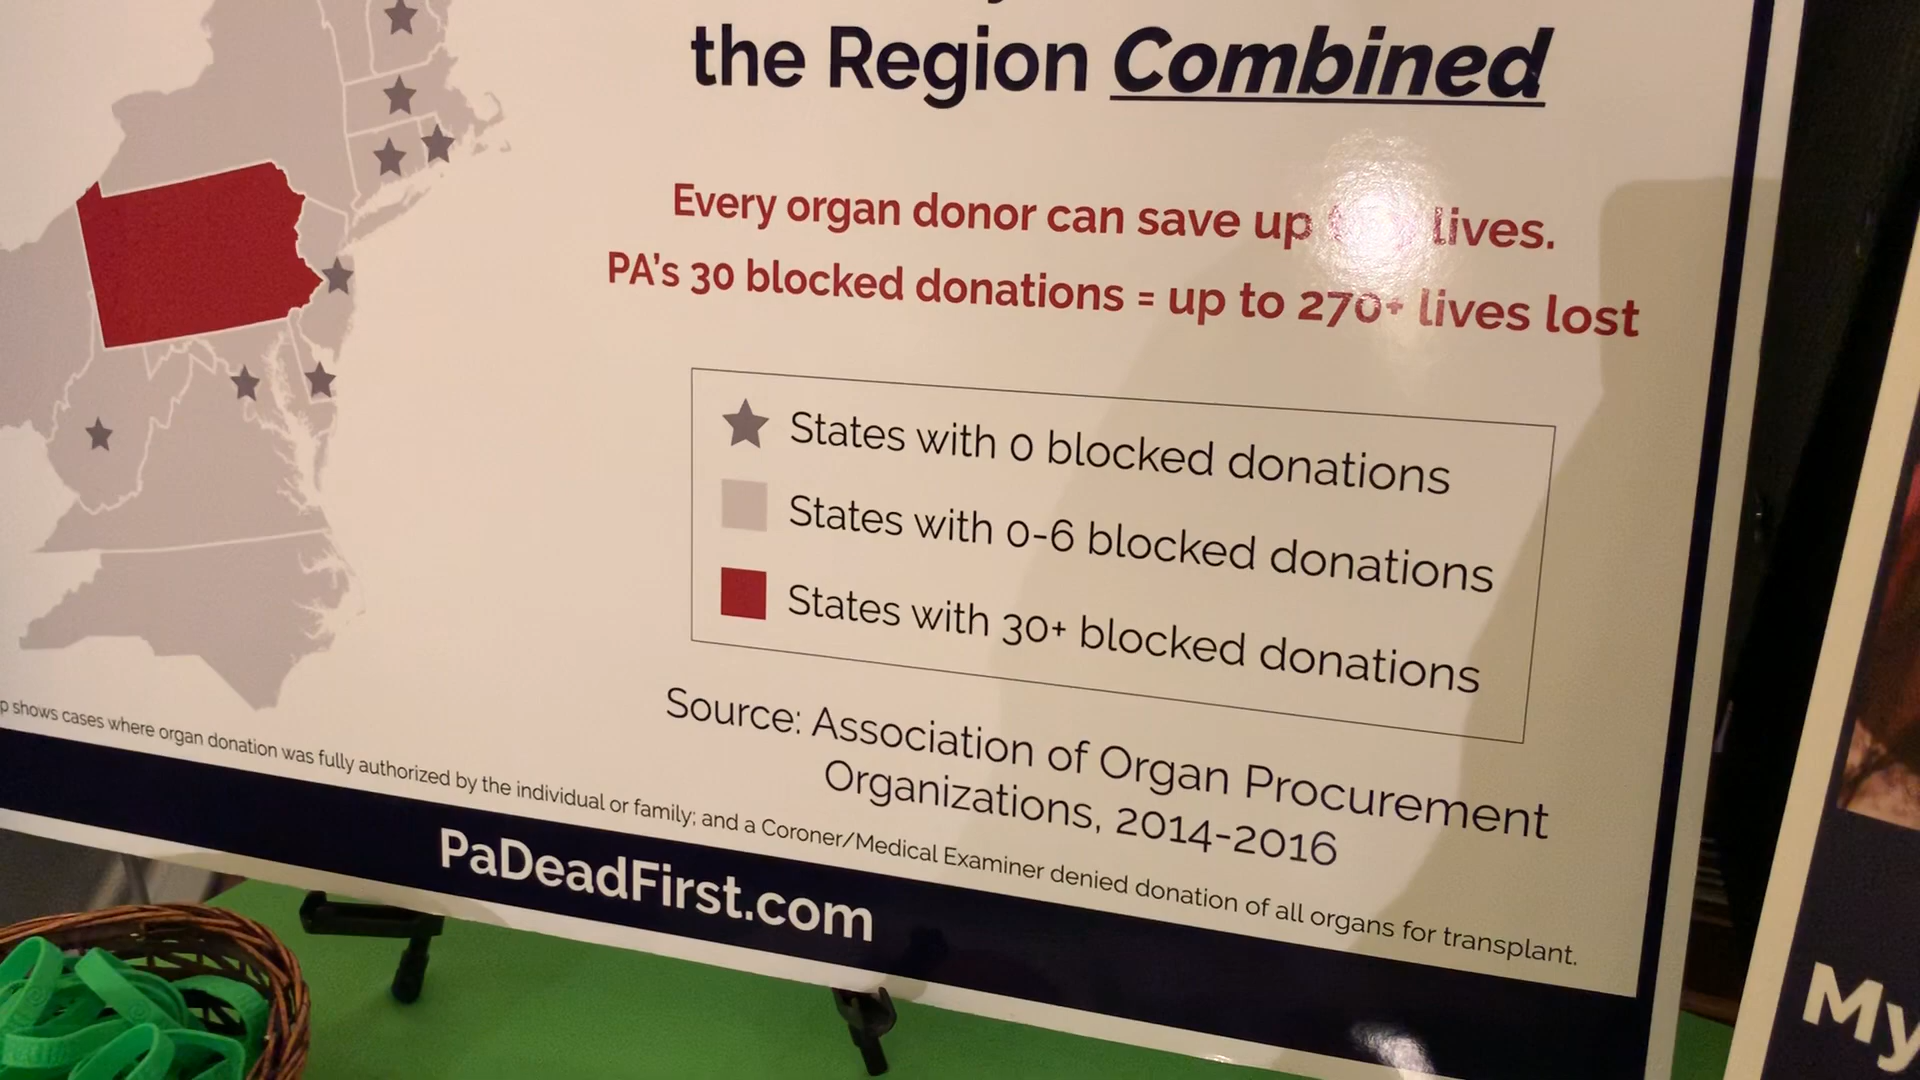 the Region Combined
Every organ donor can save up lives.
PA's 30 blocked donations = up to 270+ lives lost
States with 0 blocked donations
States with 0-6 blocked donations
States with 30+ blocked donations
Source: Association of Organ Procurement
Organizations, 2014-2016
shows cases where organ donation was fully authorized by the individual or family; and a Coroner/Medical Examiner denied donation of all organs for transplant.
PaDeadFirst.com
My